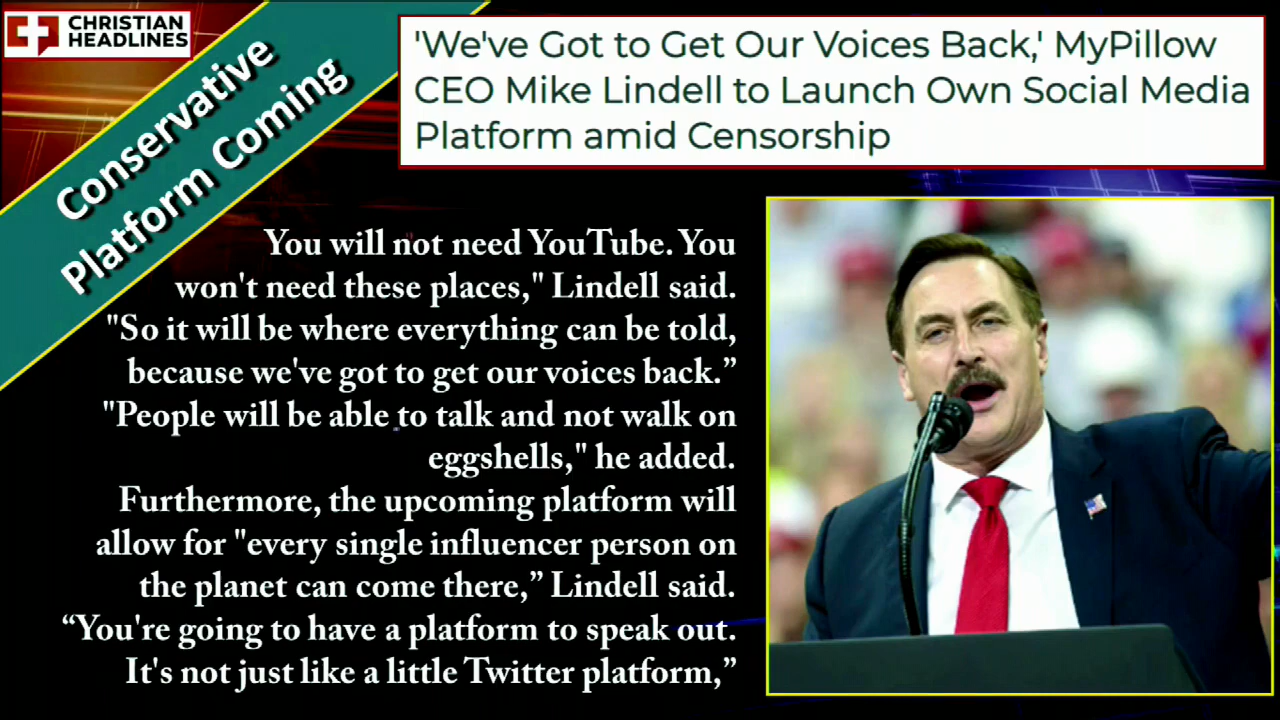 CHRISTIAN
HEADLINES
Conservative
Platform Coming
'We've Got to Get Our Voices Back,' MyPillow
CEO Mike Lindell to Launch Own Social Media
Platform amid Censorship
You will not need YouTube. You
won't need these places," Lindell said.
"So it will be where everything can be told,
because we've got to get our voices back.”
"People will be able to talk and not walk on
eggshells," he added.
Furthermore, the upcoming platform will
allow for "every single influencer person on
the planet can come there,” Lindell said.
“You're going to have a platform to speak out.
It's not just like a little Twitter platform,”